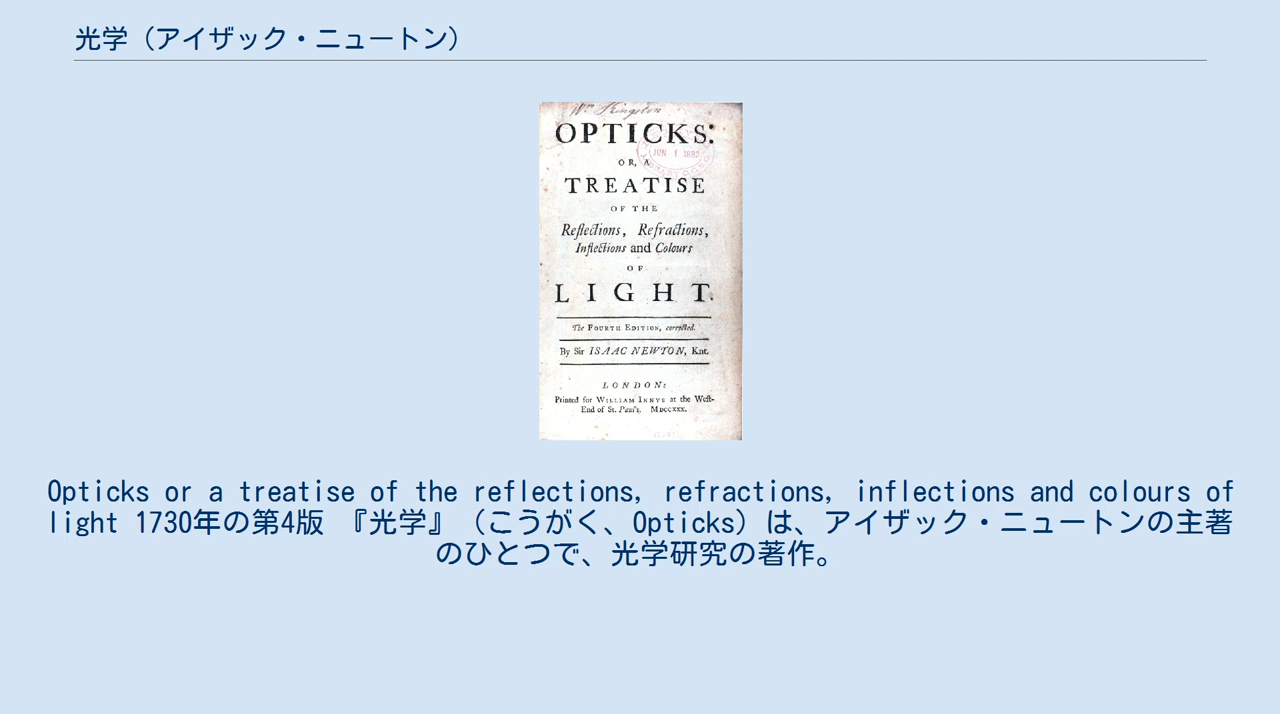 光学（アイザック・ニュートン）
Wm Kingston
OPTICKS:
JUN 1 1882
OR, A
TREATISE
OF THE
Reflections, Refractions,
Inflections and Colours
OF
LIGHT.
The FOURTH EDITION, corrected.
By Sir ISAAC NEWTON, Knt.
LONDON:
Printed for WILLIAM INNYS at the West-
End of St. Paul's. MDCCXXX.
Opticks or a treatise of the reflections, refractions, inflections and colours of
light 1730年の第4版 『光学』（こうがく、Opticks）は、アイザック・ニュートンの主著
のひとつで、光学研究の著作。